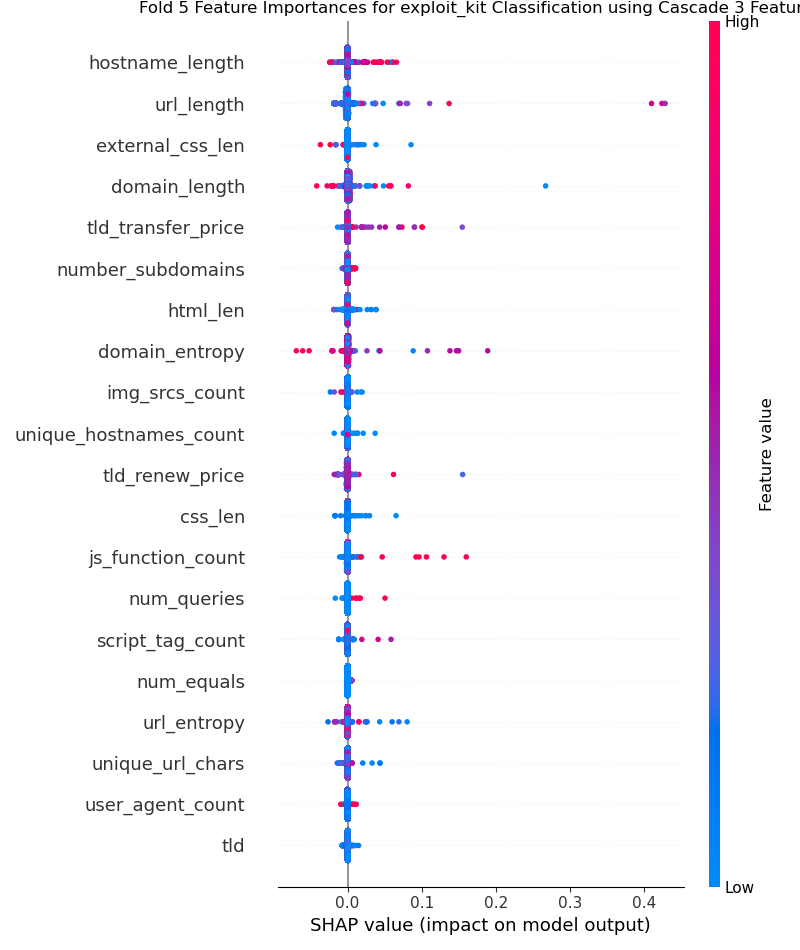 Fold 5 Feature Importances for exploit_kit Classification using Cascade 3 Featur
High
hostname_length
url_length
external_css_len
domain_length
tld_transfer_price
number_subdomains
html_len
domain_entropy
img_srcs_count
unique_hostnames_count
tld_renew_price
css_len
js_function_count
num_queries
script_tag_count
num_equals
url_entropy
unique_url_chars
user_agent_count
tld
Feature value
Low
0.0 0.1 0.2 0.3 0.4
SHAP value (impact on model output)